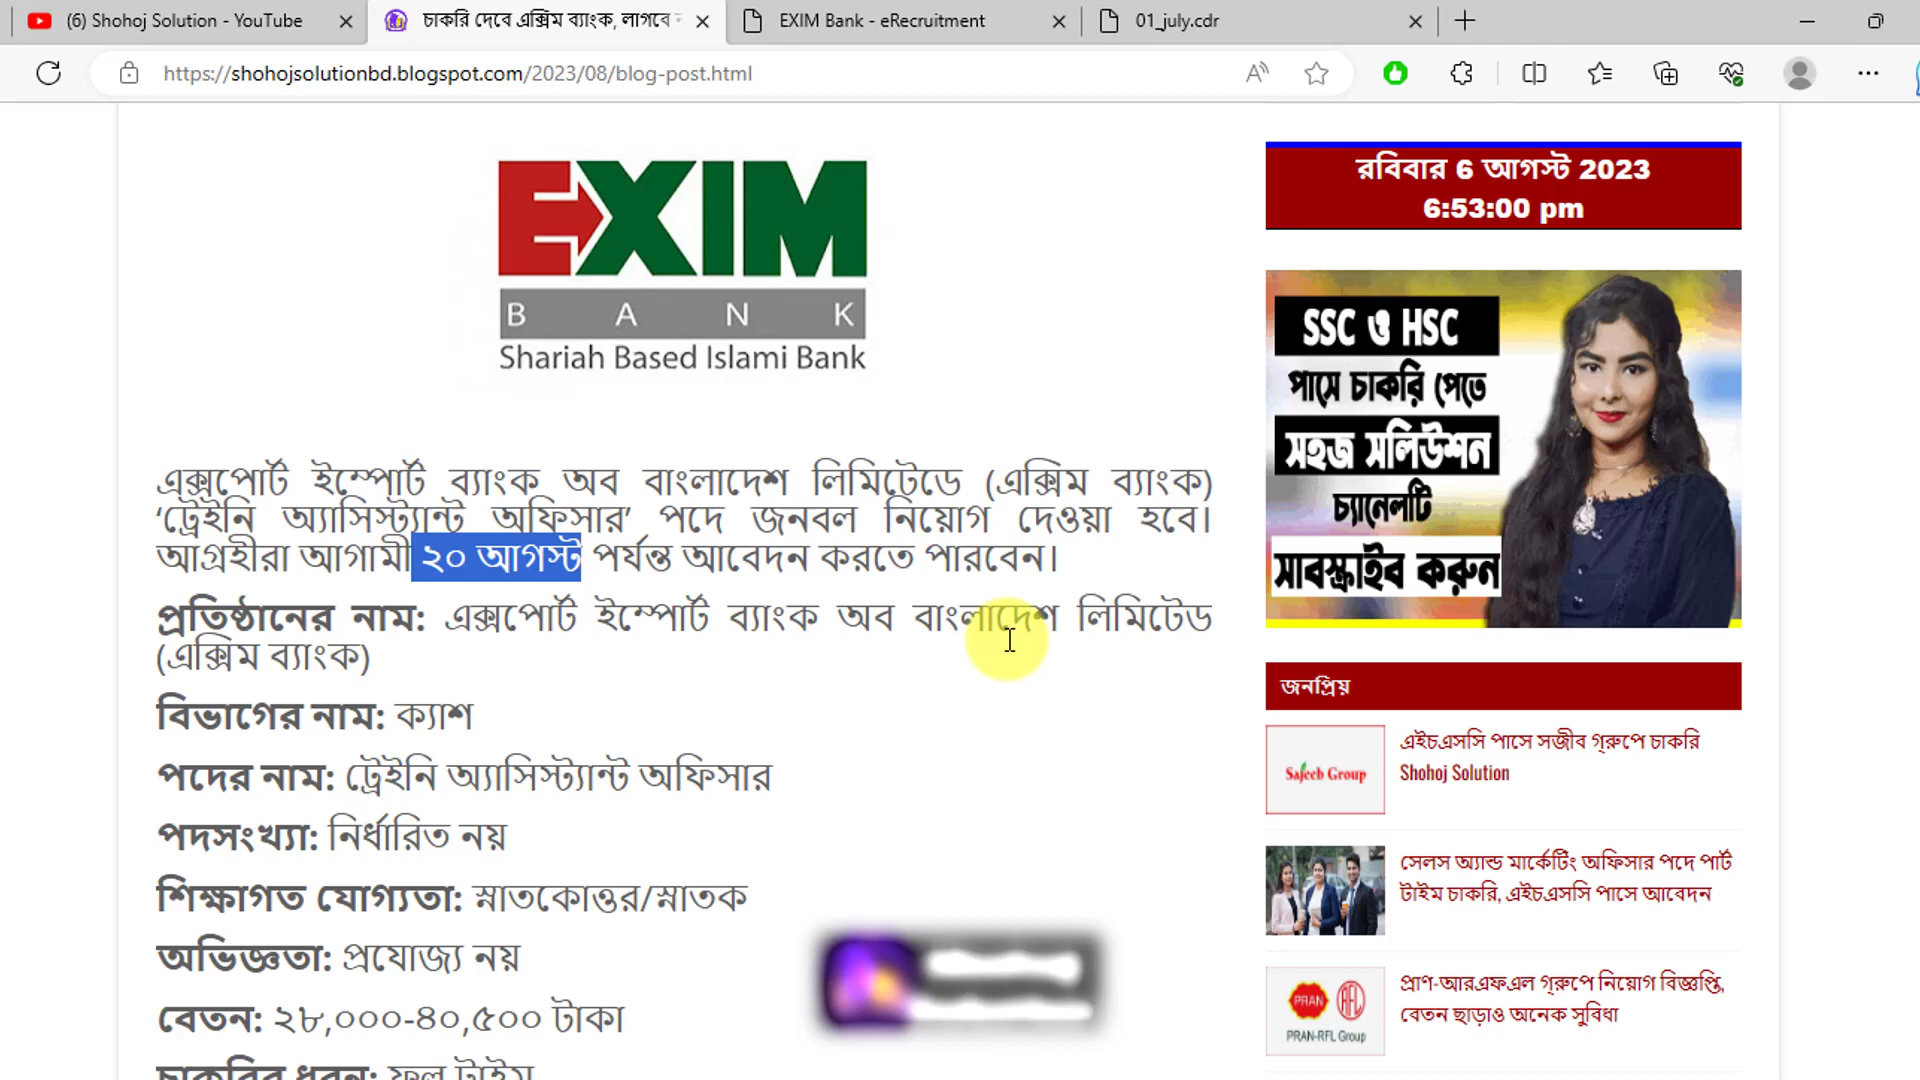 (6) Shohoj Solution - YouTube
চাকরি দেবে এক্সিম ব্যাংক, লাগবে
EXIM Bank - eRecruitment
01_july.cdr
https://shohojsolutionbd.blogspot.com/2023/08/blog-post.html
EXIM
BANK
Shariah Based Islami Bank
এক্সপোর্ট ইম্পোর্ট ব্যাংক অব বাংলাদেশ লিমিটেডে (এক্সিম ব্যাংক)
‘ট্রেইনি অ্যাসিস্ট্যান্ট অফিসার’ পদে জনবল নিয়োগ দেওয়া হবে।
আগ্রহীরা আগামী ২০ আগস্ট পর্যন্ত আবেদন করতে পারবেন।
প্রতিষ্ঠানের নাম: এক্সপোর্ট ইম্পোর্ট ব্যাংক অব বাংলাদেশ লিমিটেড
(এক্সিম ব্যাংক)
বিভাগের নাম: ক্যাশ
পদের নাম: ট্রেইনি অ্যাসিস্ট্যান্ট অফিসার
পদসংখ্যা: নির্ধারিত নয়
শিক্ষাগত যোগ্যতা: স্নাতকোত্তর/স্নাতক
অভিজ্ঞতা: প্রযোজ্য নয়
বেতন: ২৮,০০০-৪০,৫০০ টাকা
চাকরির ধরন: ফুল টাইম
রবিবার 6 আগস্ট 2023
6:53:00 pm
SSC ও HSC
পাসে চাকরি পেতে
সহজ সলিউশন
চ্যানেলটি
সাবস্ক্রাইব করুন
জনপ্রিয়
Sajeeb Group
এইচএসসি পাসে সজীব গ্রুপে চাকরি
Shohoj Solution
সেলস অ্যান্ড মার্কেটিং অফিসার পদে পার্ট
টাইম চাকরি, এইচএসসি পাসে আবেদন
PRAN RFL
PRAN-RFL Group
প্রাণ-আরএফএল গ্রুপে নিয়োগ বিজ্ঞপ্তি,
বেতন ছাড়াও অনেক সুবিধা